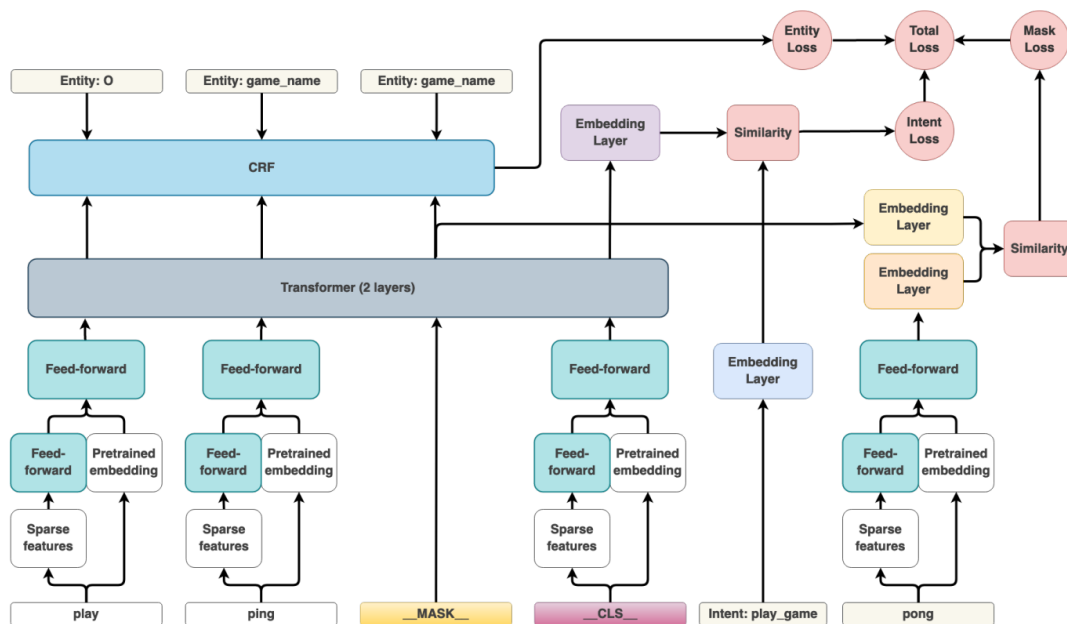 Entity
Loss
Total
Loss
Mask
Loss
Entity: O
Entity: game_name
Entity: game_name
Embedding
Layer
Similarity
Intent
Loss
CRF
Embedding
Layer
Similarity
Embedding
Layer
Transformer (2 layers)
Feed-forward
Feed-forward
Feed-forward
Embedding
Layer
Feed-forward
Feed-
forward
Pretrained
embedding
Feed-
forward
Pretrained
embedding
Feed-
forward
Pretrained
embedding
Feed-
forward
Pretrained
embedding
Sparse
features
Sparse
features
Sparse
features
Sparse
features
play
ping
__MASK__
__CLS__
Intent: play_game
pong